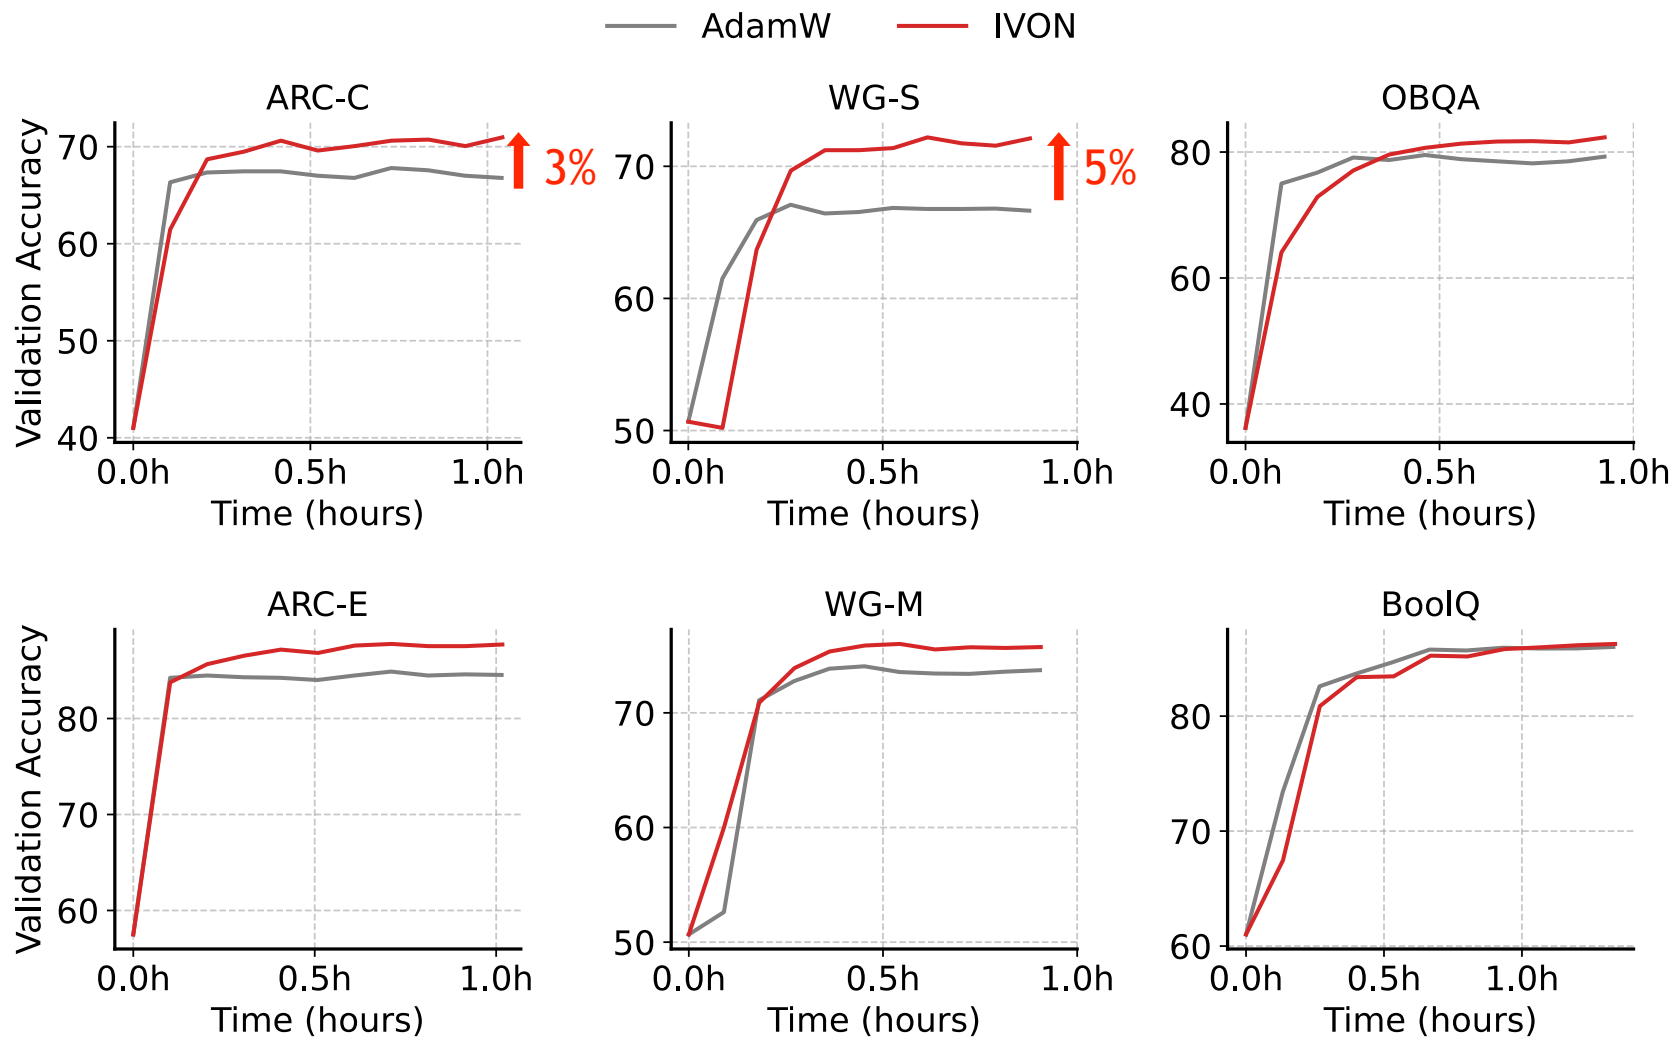 AdamW IVON
ARC-C
WG-S
OBQA
Validation Accuracy
70
60
50
40
0.0h 0.5h 1.0h
Time (hours)
3%
70
60
50
0.0h 0.5h 1.0h
Time (hours)
5%
80
60
40
0.0h 0.5h 1.0h
Time (hours)
ARC-E
WG-M
BoolQ
Validation Accuracy
80
70
60
0.0h 0.5h 1.0h
Time (hours)
70
60
50
0.0h 0.5h 1.0h
Time (hours)
80
70
60
0.0h 0.5h 1.0h
Time (hours)